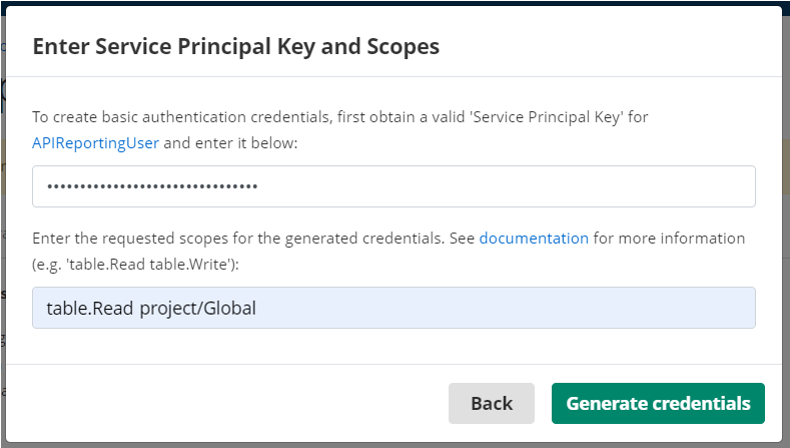 Enter Service Principal Key and Scopes
To create basic authentication credentials, first obtain a valid 'Service Principal Key' for
APIReportingUser and enter it below:
••••••••••••••••••••••••••••••••
Enter the requested scopes for the generated credentials. See documentation for more information
(e.g. 'table.Read table.Write'):
table.Read project/Global
Back Generate credentials